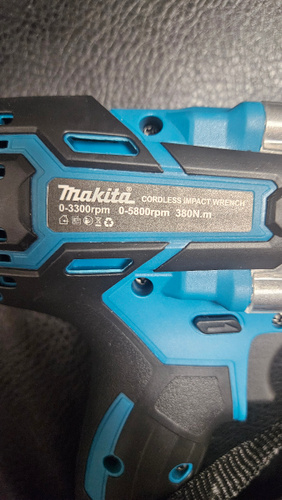 makita® CORDLESS IMPACT WRENCH
0-3300rpm 0-5800rpm 380N.m